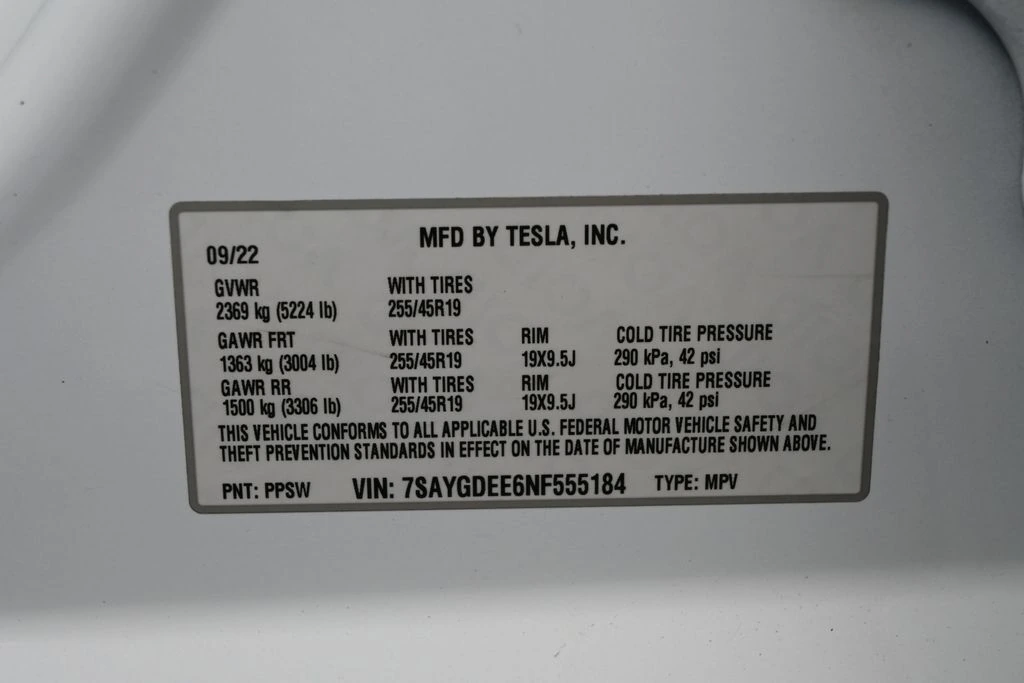 MFD BY TESLA, INC.
09/22
GVWR WITH TIRES
2369 kg (5224 lb) 255/45R19
GAWR FRT WITH TIRES RIM COLD TIRE PRESSURE
1363 kg (3004 lb) 255/45R19 19X9.5J 290 kPa, 42 psi
GAWR RR WITH TIRES RIM COLD TIRE PRESSURE
1500 kg (3306 lb) 255/45R19 19X9.5J 290 kPa, 42 psi
THIS VEHICLE CONFORMS TO ALL APPLICABLE U.S. FEDERAL MOTOR VEHICLE SAFETY AND
THEFT PREVENTION STANDARDS IN EFFECT ON THE DATE OF MANUFACTURE SHOWN ABOVE.
PNT: PPSW VIN: 7SAYGDEE6NF555184 TYPE: MPV